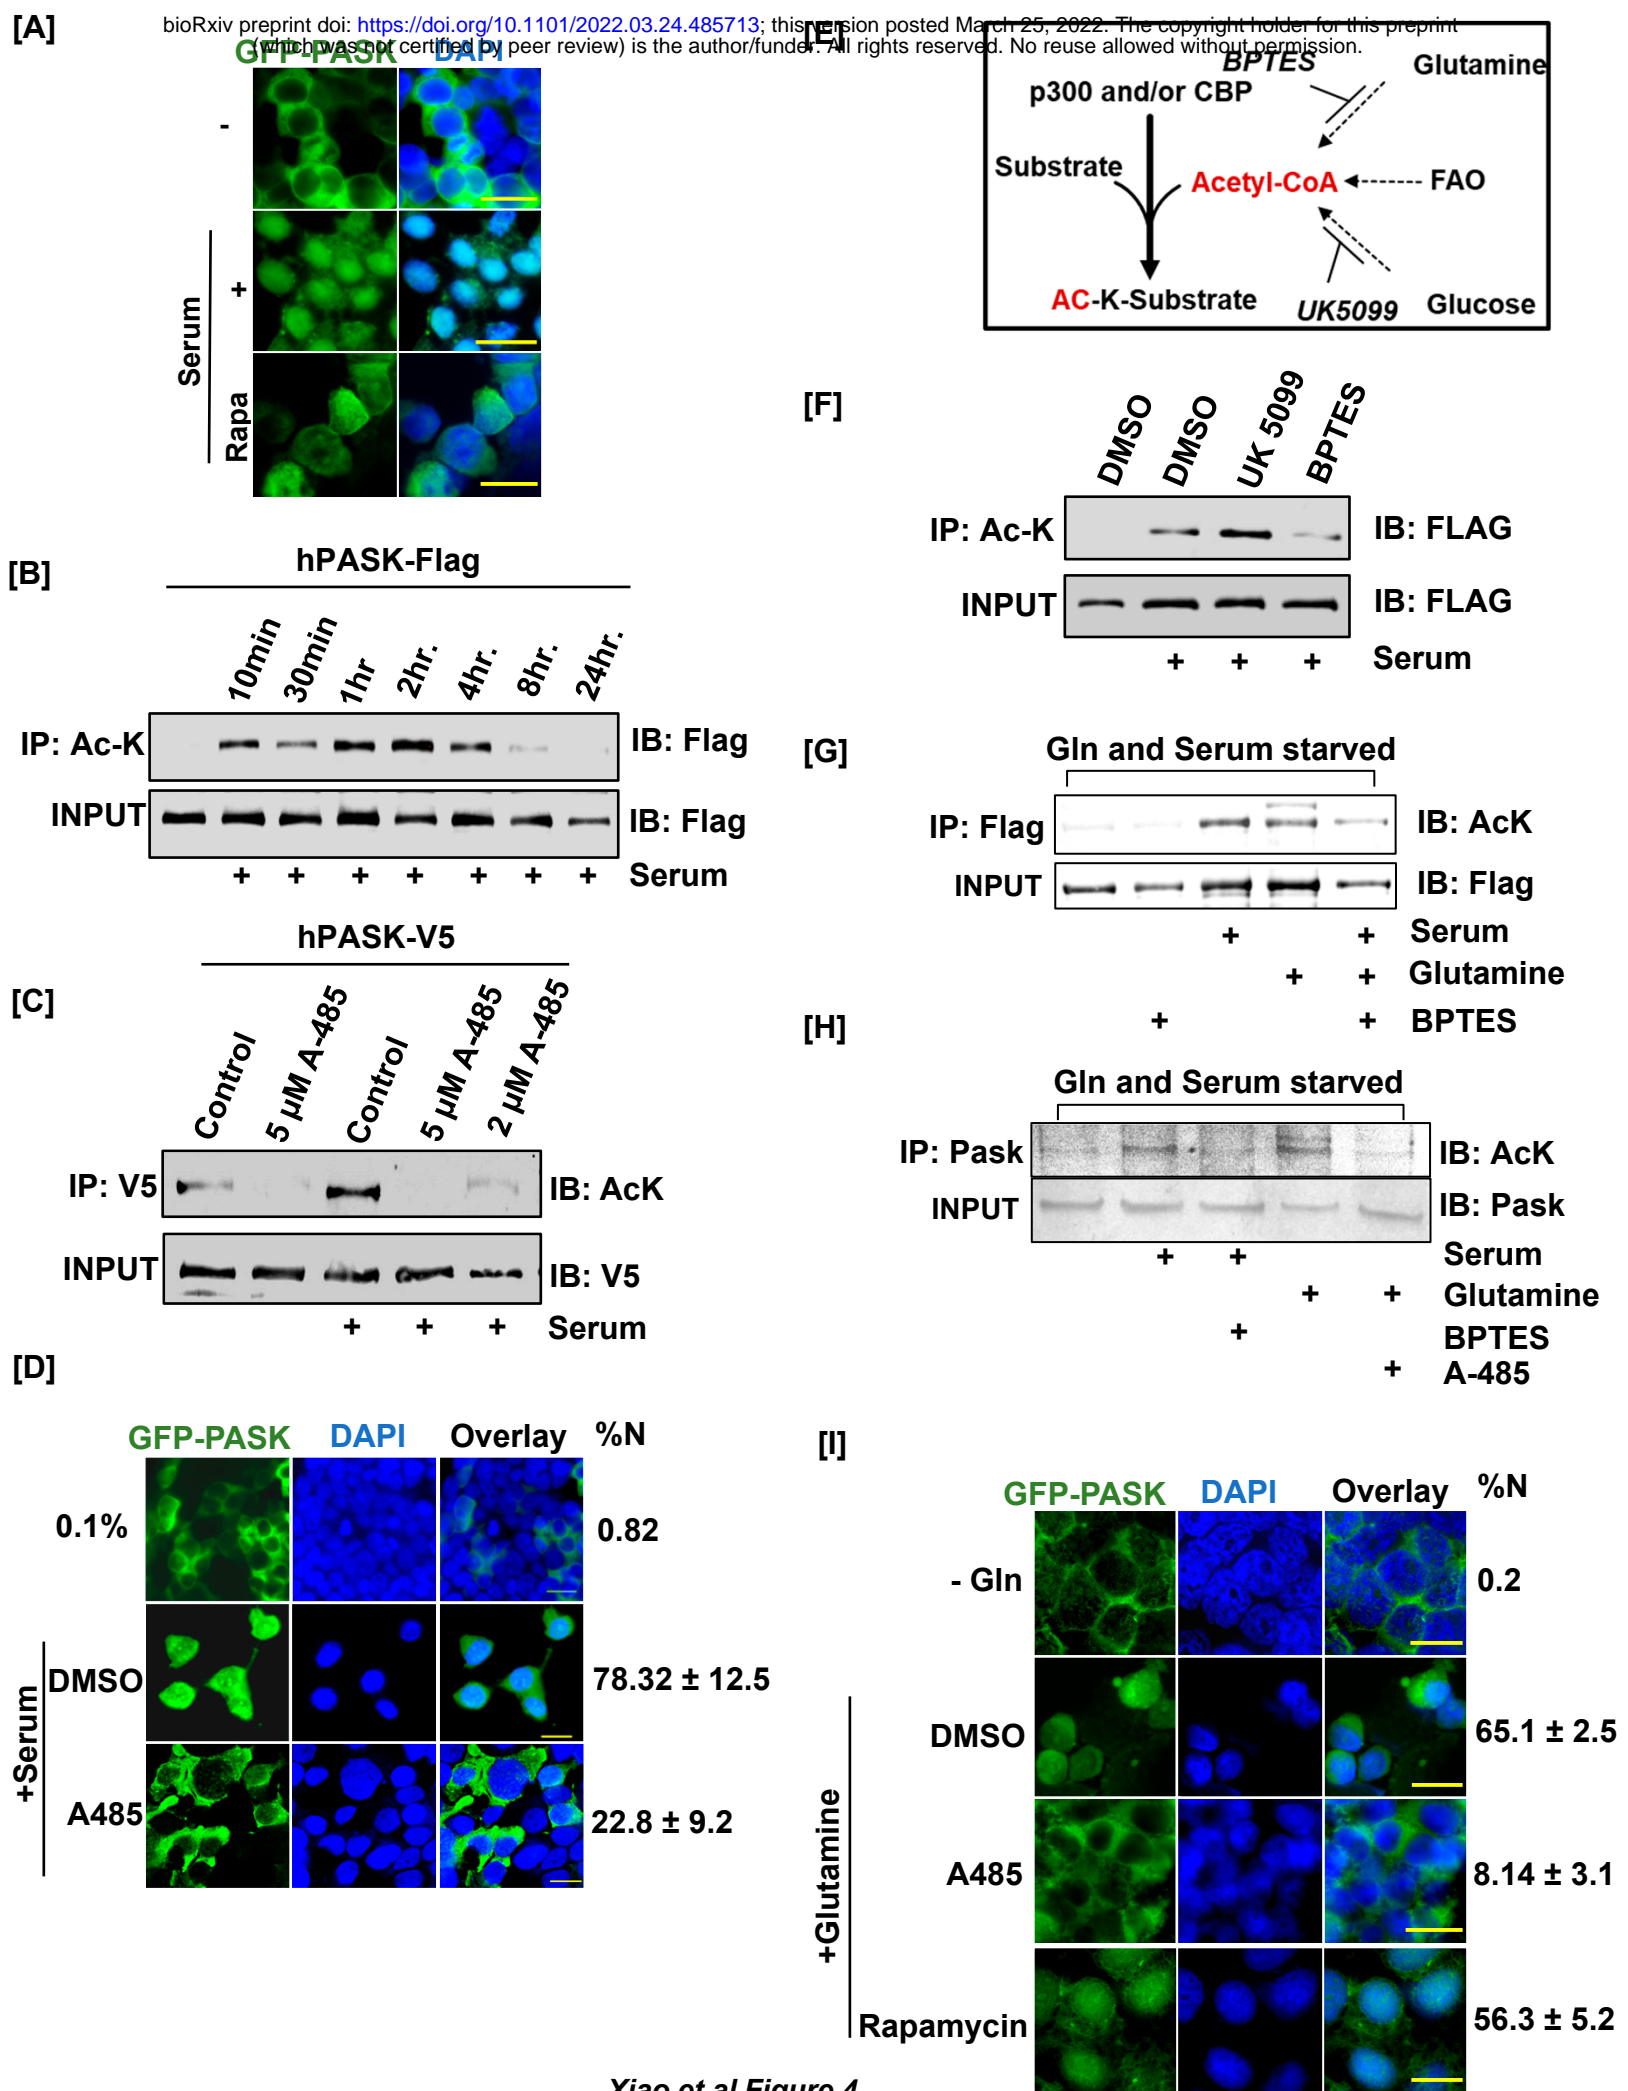 bioRxiv preprint doi: https://doi.org/10.1101/2022.03.24.485713; this version posted March 25, 2022. The copyright holder for this preprint
(which was not certified by peer review) is the author/funder. All rights reserved. No reuse allowed without permission.
[A]
GFP-PASK DAPI
-
+
Rapa
Serum
[B]
hPASK-Flag
10min 30min 1hr 2hr. 4hr. 8hr. 24hr.
IP: Ac-K IB: Flag
INPUT IB: Flag
+ + + + + + + Serum
[C]
hPASK-V5
Control 5 µM A-485 Control 5 µM A-485 2 µM A-485
IP: V5 IB: AcK
INPUT IB: V5
+ + + Serum
[D]
GFP-PASK DAPI Overlay %N
0.1% 0.82
DMSO 78.32 ± 12.5
A485 22.8 ± 9.2
+Serum
[E]
BPTES Glutamine
p300 and/or CBP
Substrate
Acetyl-CoA FAO
AC-K-Substrate UK5099 Glucose
[F]
DMSO DMSO UK 5099 BPTES
IP: Ac-K IB: FLAG
INPUT IB: FLAG
+ + + Serum
[G]
Gln and Serum starved
IP: Flag IB: AcK
INPUT IB: Flag
+ + Serum
+ + Glutamine
+ + BPTES
[H]
Gln and Serum starved
IP: Pask IB: AcK
INPUT IB: Pask
+ + Serum
+ + Glutamine
+ BPTES
+ A-485
[I]
GFP-PASK DAPI Overlay %N
- Gln 0.2
DMSO 65.1 ± 2.5
A485 8.14 ± 3.1
Rapamycin 56.3 ± 5.2
+Glutamine
Xiao et al Figure 4